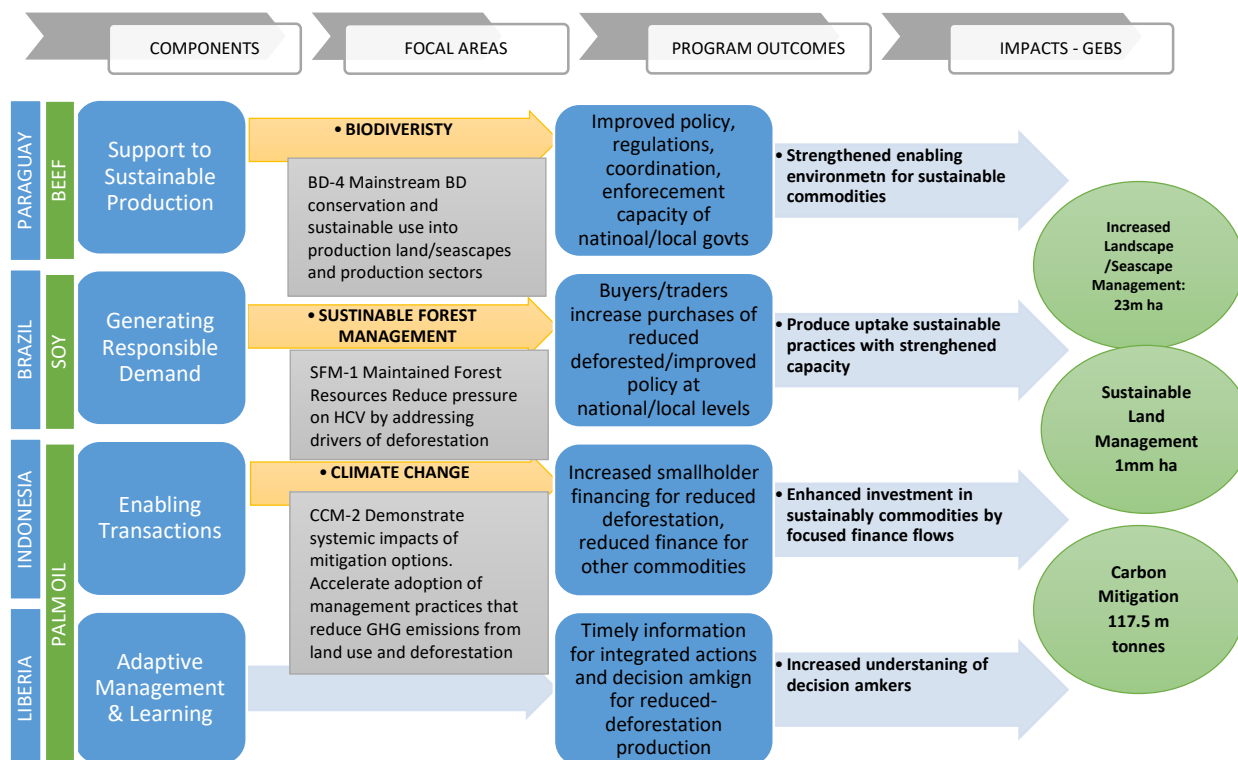 COMPONENTS
FOCAL AREAS
PROGRAM OUTCOMES
IMPACTS - GEBS
PARAGUAY
BEEF
Support to
Sustainable
Production
• BIODIVERISTY
BD-4 Mainstream BD
conservation and
sustainable use into
production land/seascapes
and production sectors
Improved policy,
regulations,
coordination,
enforecement
capacity of
natinoal/local govts
• Strengthened enabling
environmetn for sustainable
commodities
Increased
Landscape
/Seascape
Management:
23m ha
BRAZIL
SOY
Generating
Responsible
Demand
• SUSTINABLE FOREST
MANAGEMENT
SFM-1 Maintained Forest
Resources Reduce pressure
on HCV by addressing
drivers of deforestation
Buyers/traders
increase purchases of
reduced
deforested/improved
policy at
national/local levels
• Produce uptake sustainable
practices with strenghened
capacity
Sustainable
Land
Management
1mm ha
INDONESIA
PALM OIL
Enabling
Transactions
• CLIMATE CHANGE
CCM-2 Demonstrate
systemic impacts of
mitigation options.
Accelerate adoption of
management practices that
reduce GHG emissions from
land use and deforestation
Increased smallholder
financing for reduced
deforestation,
reduced finance for
other commodities
• Enhanced investment in
sustainably commodities by
focused finance flows
Carbon
Mitigation
117.5 m
tonnes
LIBERIA
Adaptive
Management
& Learning
Timely information
for integrated actions
and decision amkign
for reduced-
deforestation
production
• Increased understaning of
decision amkers